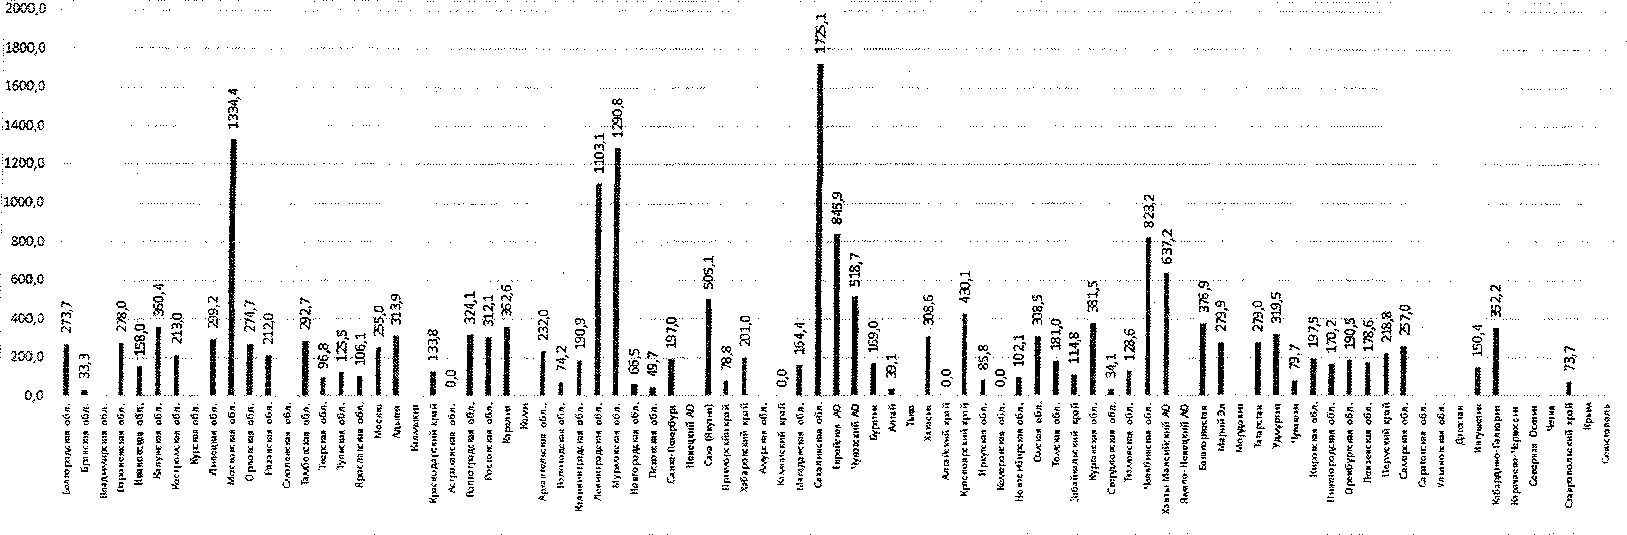 2000,0
1800,0
1600,0
1400,0
1200,0
1000,0
800,0
600,0
400,0
200,0
0,0
273,7
33,3
278,0
158,0
350,4
213,0
299,2
1334,4
274,7
212,0
292,7
96,8
125,5
106,1
255,0
313,9
133,8
0,0
324,1
312,1
362,6
232,0
74,2
190,9
1103,1
1290,8
66,5
49,7
197,0
505,1
78,8
201,0
0,0
164,4
1725,1
845,9
518,7
169,0
39,1
308,6
0,0
430,1
85,8
0,0
102,1
308,5
181,0
114,8
381,5
34,1
128,6
823,2
637,2
376,9
279,9
279,0
319,5
79,7
197,5
170,2
190,5
178,6
218,8
257,0
150,4
352,2
73,7
Белгородская обл.
Брянская обл.
Владимирская обл.
Воронежская обл.
Ивановская обл.
Калужская обл.
Костромская обл.
Курская обл.
Липецкая обл.
Московская обл.
Орловская обл.
Рязанская обл.
Смоленская обл.
Тамбовская обл.
Тверская обл.
Тульская обл.
Ярославская обл.
Москва
Адыгея
Калмыкия
Краснодарский край
Астраханская обл.
Волгоградская обл.
Ростовская обл.
Карелия
Коми
Архангельская обл.
Вологодская обл.
Калининградская обл.
Ленинградская обл.
Мурманская обл.
Новгородская обл.
Псковская обл.
Санкт-Петербург
Ненецкий АО
Саха (Якутия)
Приморский край
Хабаровский край
Амурская обл.
Камчатский край
Магаданская обл.
Сахалинская обл.
Еврейская АО
Чукотский АО
Бурятия
Алтай
Тыва
Хакасия
Алтайский край
Красноярский край
Иркутская обл.
Кемеровская обл.
Новосибирская обл.
Омская обл.
Томская обл.
Забайкальский край
Курганская обл.
Свердловская обл.
Тюменская обл.
Челябинская обл.
Ханты-Мансийский АО
Ямало-Ненецкий АО
Башкортостан
Марий Эл
Мордовия
Татарстан
Удмуртия
Чувашия
Кировская обл.
Нижегородская обл.
Оренбургская обл.
Пензенская обл.
Пермский край
Самарская обл.
Саратовская обл.
Ульяновская обл.
Дагестан
Ингушетия
Кабардино-Балкария
Карачаево-Черкесия
Северная Осетия
Чечня
Ставропольский край
Крым
Севастополь